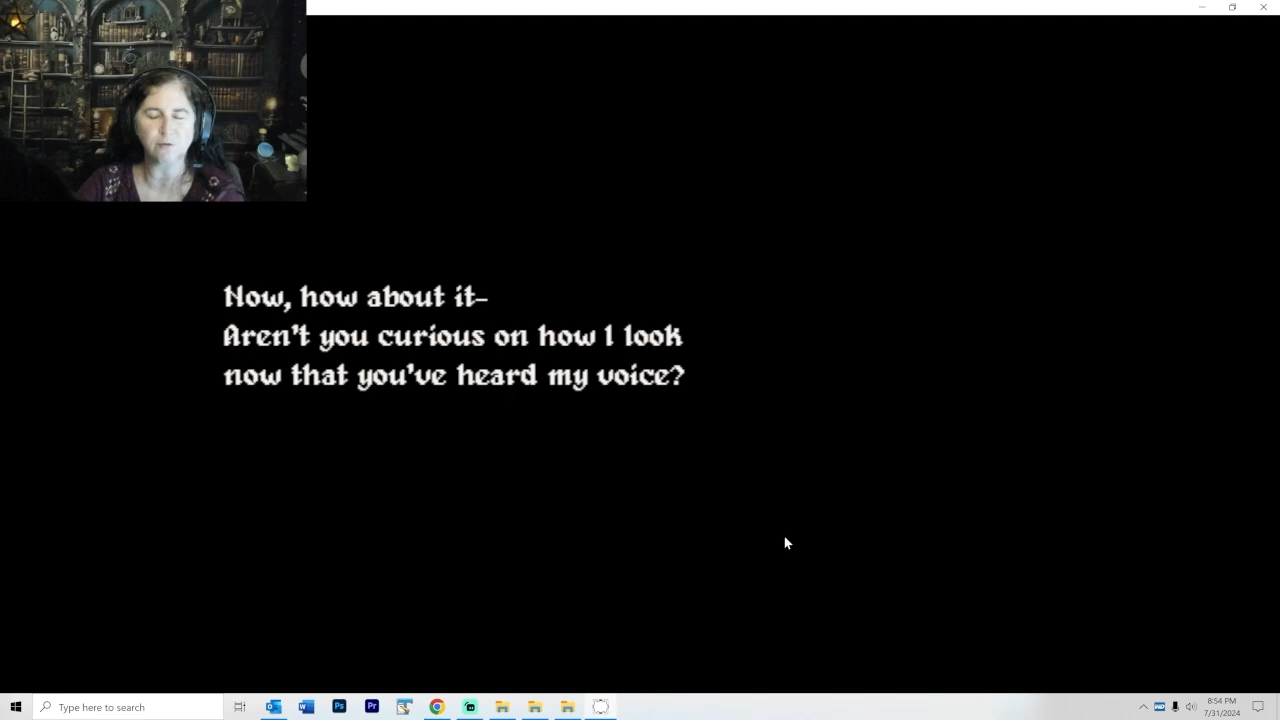 Now, how about it-
Aren't you curious on how I look
now that you've heard my voice?
Type here to search
8:54 PM
7/31/2024